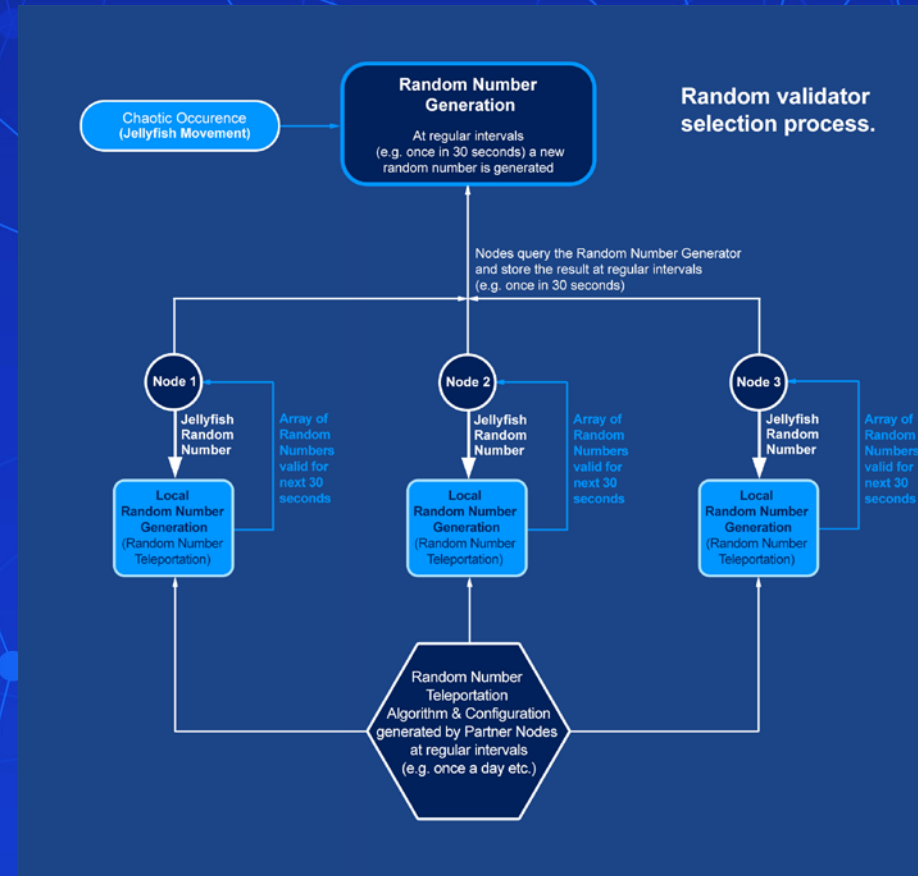 Random Number
Generation
At regular intervals
(e.g. once in 30 seconds) a new
random number is generated
Random validator
selection process.
Chaotic Occurence
(Jellyfish Movement)
Nodes query the Random Number Generator
and store the result at regular intervals
(e.g. once in 30 seconds)
Node 1
Jellyfish
Random
Number
Array of
Random
Numbers
valid for
next 30
seconds
Local
Random Number
Generation
(Random Number
Teleportation)
Node 2
Jellyfish
Random
Number
Array of
Random
Numbers
valid for
next 30
seconds
Local
Random Number
Generation
(Random Number
Teleportation)
Node 3
Jellyfish
Random
Number
Array of
Random
Numbers
valid for
next 30
seconds
Local
Random Number
Generation
(Random Number
Teleportation)
Random Number
Teleportation
Algorithm & Configuration
generated by Partner Nodes
at regular intervals
(e.g. once a day etc.)